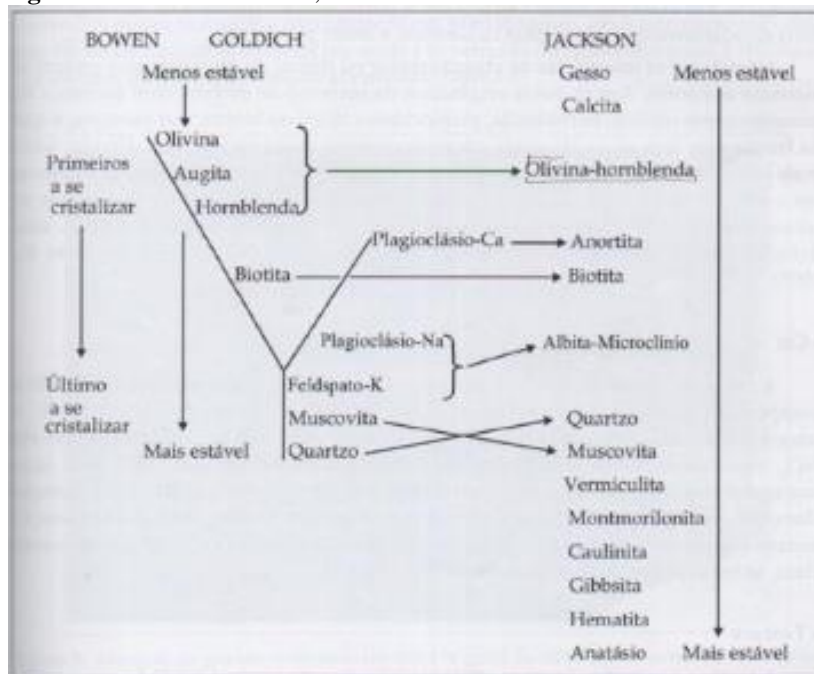 BOWEN GOLDICH JACKSON
Menos estável Gesso Menos estável
Calcita
Olivina
Primeiros Augita Olivina-hornblenda
a se
cristalizar Hornblenda
Plagioclásio-Ca Anortita
Biotita Biotita
Plagioclásio-Na Albita-Microclínio
Último Feldspato-K
a se Muscovita Quartzo
cristalizar
Mais estável Quartzo Muscovita
Vermiculita
Montmorilonita
Caulinita
Gibbsita
Hematita
Anatásio Mais estável